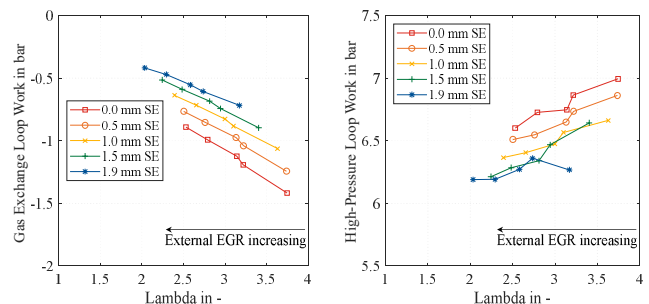 Gas Exchange Loop Work in bar
-0
-0.5
-1
-1.5
-2
0.0 mm SE
0.5 mm SE
1.0 mm SE
1.5 mm SE
1.9 mm SE
External EGR increasing
1 1.5 2 2.5 3 3.5 4
Lambda in -
High-Pressure Loop Work in bar
7.5
7
6.5
6
5.5
0.0 mm SE
0.5 mm SE
1.0 mm SE
1.5 mm SE
1.9 mm SE
External EGR increasing
1 1.5 2 2.5 3 3.5 4
Lambda in -